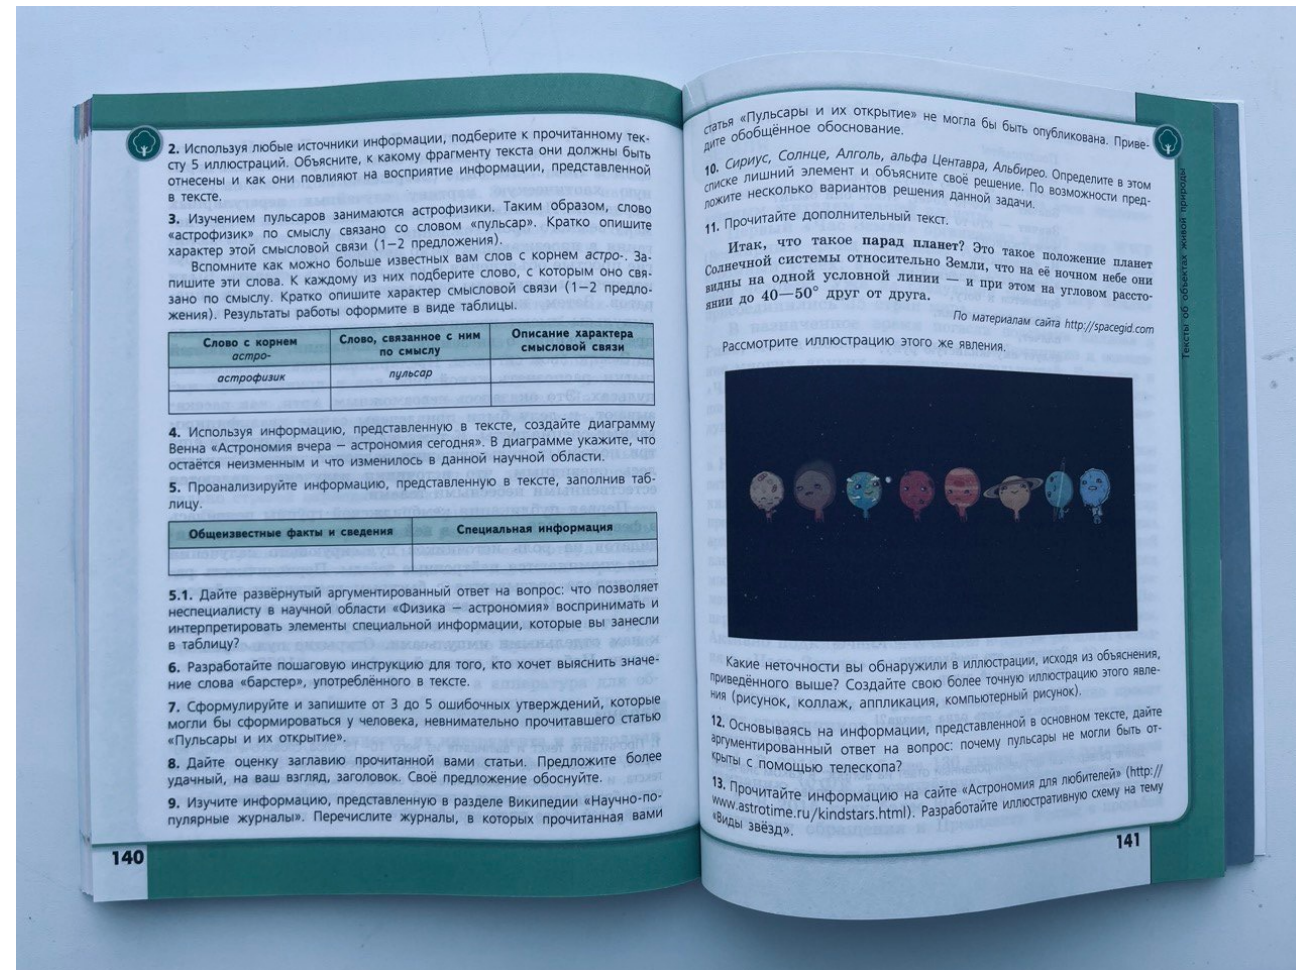 2. Используя любые источники информации, подберите к прочитанному тек-
сту 5 иллюстраций. Объясните, к какому фрагменту текста они должны быть
отнесены и как они повлияют на восприятие информации, представленной
в тексте.
3. Изучением пульсаров занимаются астрофизики. Таким образом, слово
«астрофизик» по смыслу связано со словом «пульсар». Кратко опишите
характер этой смысловой связи (1–2 предложения).
Вспомните как можно больше известных вам слов с корнем астро-. За-
пишите эти слова. К каждому из них подберите слово, с которым оно свя-
зано по смыслу. Кратко опишите характер смысловой связи (1–2 предло-
жения). Результаты работы оформите в виде таблицы.
Слово с корнем
астро-
Слово, связанное с ним
по смыслу
Описание характера
смысловой связи
астрофизик
пульсар
4. Используя информацию, представленную в тексте, создайте диаграмму
Венна «Астрономия вчера – астрономия сегодня». В диаграмме укажите, что
остаётся неизменным и что изменилось в данной научной области.
5. Проанализируйте информацию, представленную в тексте, заполнив таб-
лицу.
Общеизвестные факты и сведения
Специальная информация
5.1. Дайте развёрнутый аргументированный ответ на вопрос: что позволяет
неспециалисту в научной области «Физика – астрономия» воспринимать и
интерпретировать элементы специальной информации, которые вы занесли
в таблицу?
6. Разработайте пошаговую инструкцию для того, кто хочет выяснить значе-
ние слова «барстер», употреблённого в тексте.
7. Сформулируйте и запишите от 3 до 5 ошибочных утверждений, которые
могли бы сформироваться у человека, невнимательно прочитавшего статью
«Пульсары и их открытие».
8. Дайте оценку заглавию прочитанной вами статьи. Предложите более
удачный, на ваш взгляд, заголовок. Своё предложение обоснуйте.
9. Изучите информацию, представленную в разделе Википедии «Научно-по-
пулярные журналы». Перечислите журналы, в которых прочитанная вами
140
статья «Пульсары и их открытие» не могла бы быть опубликована. Приве-
дите обобщённое обоснование.
10. Сириус, Солнце, Алголь, альфа Центавра, Альбирео. Определите в этом
списке лишний элемент и объясните своё решение. По возможности пред-
ложите несколько вариантов решения данной задачи.
11. Прочитайте дополнительный текст.
Итак, что такое парад планет? Это такое положение планет
Солнечной системы относительно Земли, что на её ночном небе они
видны на одной условной линии — и при этом на угловом рассто-
янии до 40—50° друг от друга.
По материалам сайта http://spacegid.com
Рассмотрите иллюстрацию этого же явления.
Какие неточности вы обнаружили в иллюстрации, исходя из объяснения,
приведённого выше? Создайте свою более точную иллюстрацию этого явле-
ния (рисунок, коллаж, аппликация, компьютерный рисунок).
12. Основываясь на информации, представленной в основном тексте, дайте
аргументированный ответ на вопрос: почему пульсары не могли быть от-
крыты с помощью телескопа?
13. Прочитайте информацию на сайте «Астрономия для любителей» (http://
www.astrotime.ru/kindstars.html). Разработайте иллюстративную схему на тему
«Виды звёзд».
141
Тексты об объектах живой природы